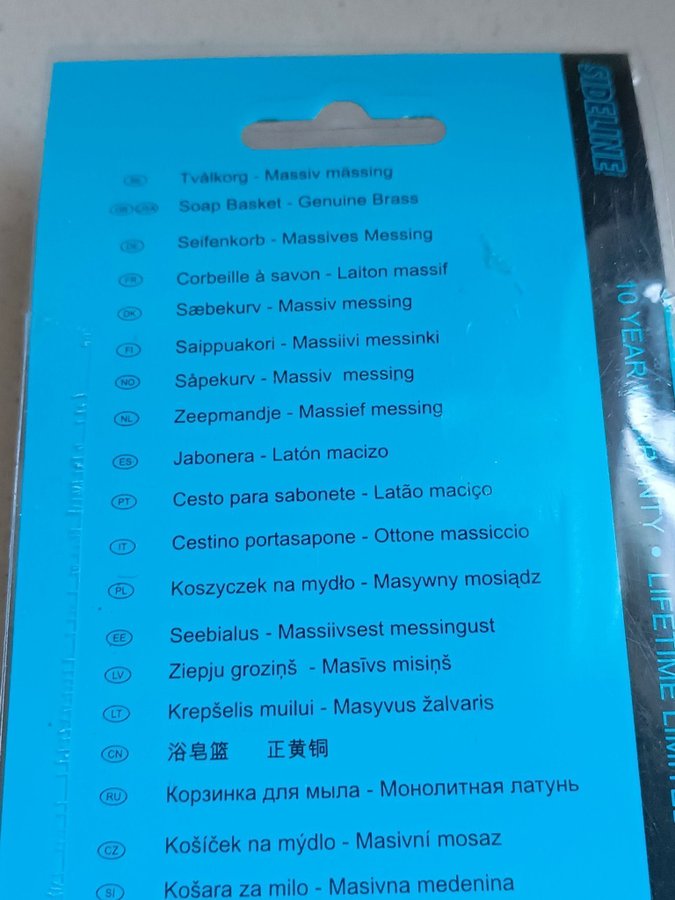 SIDELINE
SE Tvålkorg - Massiv mässing
GB USA Soap Basket - Genuine Brass
DE Seifenkorb - Massives Messing
FR Corbeille à savon - Laiton massif
DK Sæbekurv - Massiv messing
FI Saippuakori - Massiivi messinki
NO Såpekurv - Massiv messing
NL Zeepmandje - Massief messing
ES Jabonera - Latón macizo
PT Cesto para sabonete - Latão maciço
IT Cestino portasapone - Ottone massiccio
PL Koszyczek na mydło - Masywny mosiądz
EE Seebialus - Massiivsest messingust
LV Ziepju groziņš - Masīvs misiņš
LT Krepšelis muilui - Masyvus žalvaris
CN 浴皂篮 正黄铜
RU Корзинка для мыла - Монолитная латунь
CZ Košíček na mýdlo - Masivní mosaz
SI Košara za milo - Masivna medenina
10 YEAR • LIFETIME